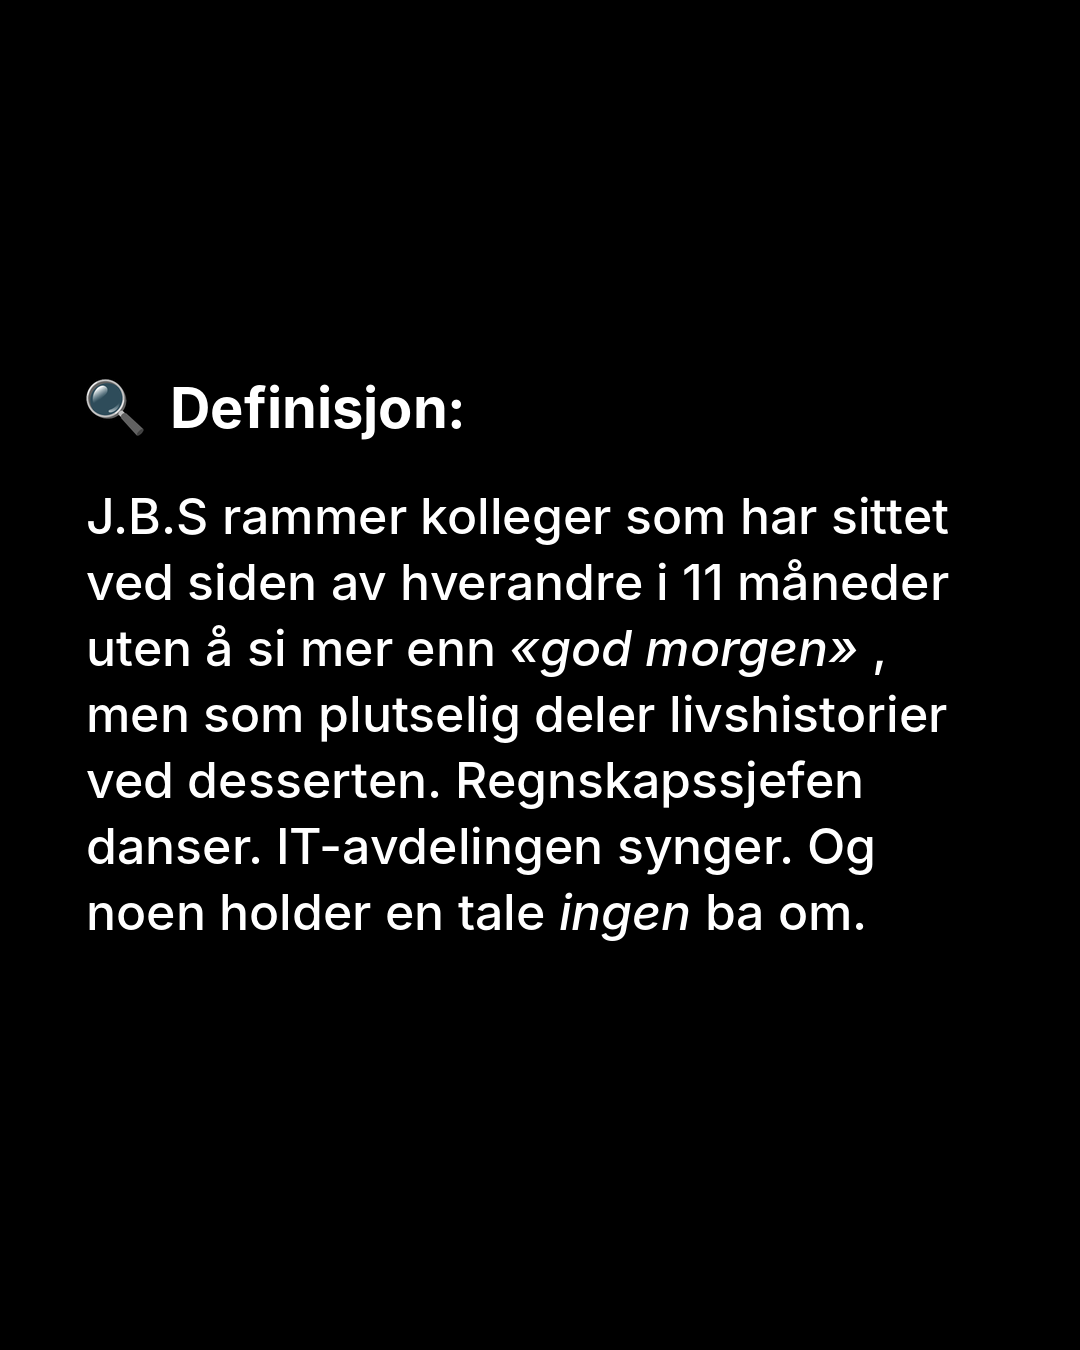 🔍 Definisjon:
J.B.S rammer kolleger som har sittet
ved siden av hverandre i 11 måneder
uten å si mer enn «god morgen» ,
men som plutselig deler livshistorier
ved desserten. Regnskapssjefen
danser. IT-avdelingen synger. Og
noen holder en tale ingen ba om.